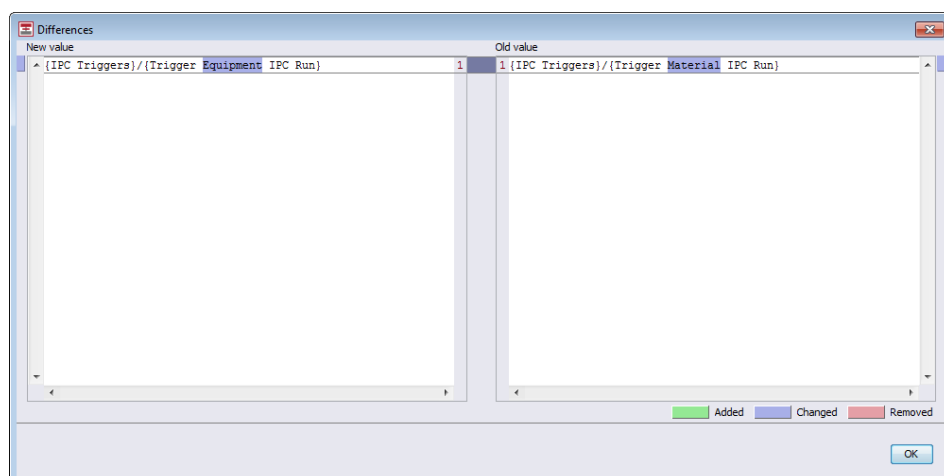 Differences
New value
Old value
{IPC Triggers}/{Trigger Equipment IPC Run}
1
1
{IPC Triggers}/{Trigger Material IPC Run}
Added
Changed
Removed
OK